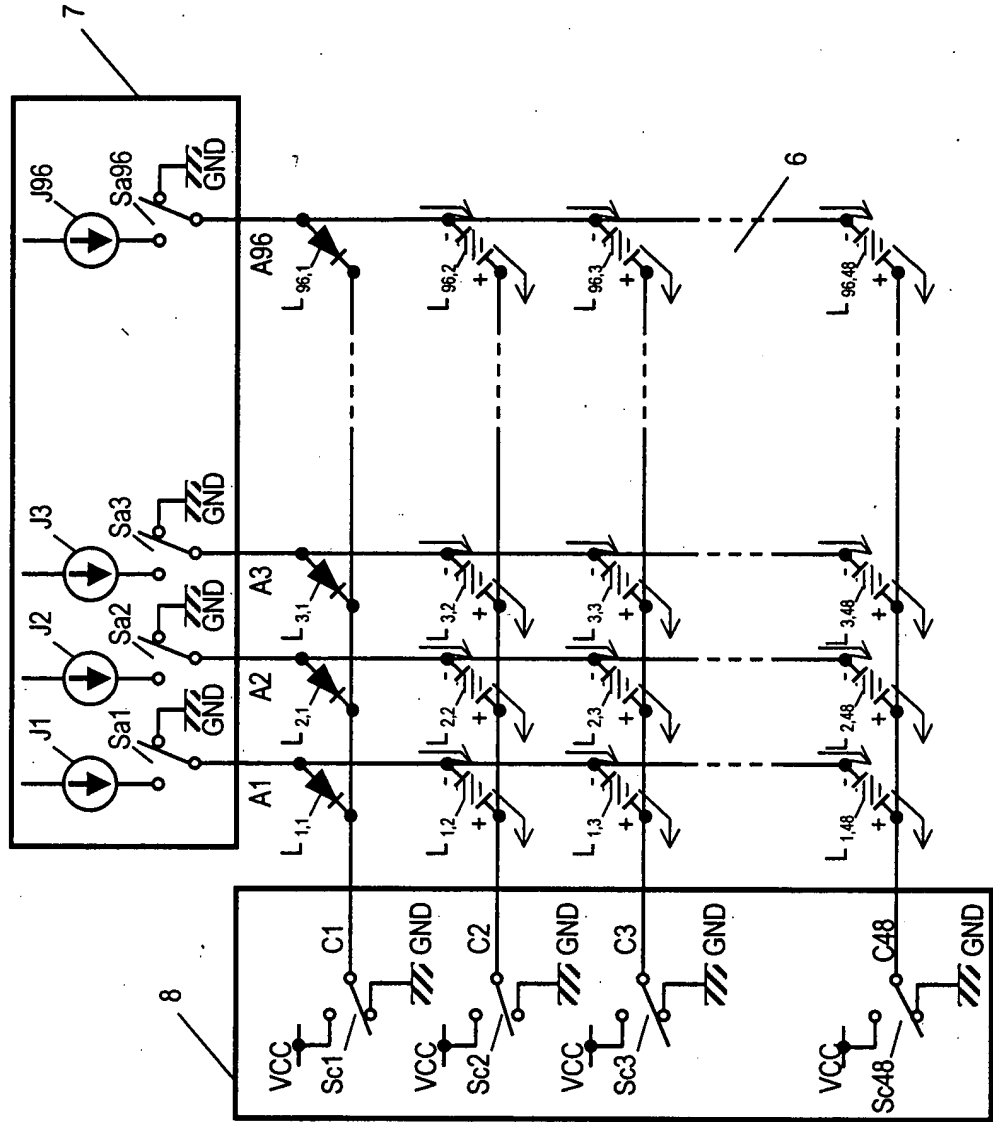 7
J1
J2
J3
J96
Sa1
Sa2
Sa3
Sa96
GND
GND
GND
GND
A1
A2
A3
A96
8
VCC
Sc1
C1
GND
L1,1
L2,1
L3,1
L96,1
VCC
Sc2
C2
GND
L1,2
L2,2
L3,2
L96,2
- + - + - + - +
VCC
Sc3
C3
GND
L1,3
L2,3
L3,3
L96,3
- + - + - + - +
6
VCC
Sc48
C48
GND
L1,48
L2,48
L3,48
L96,48
- + - + - + - +